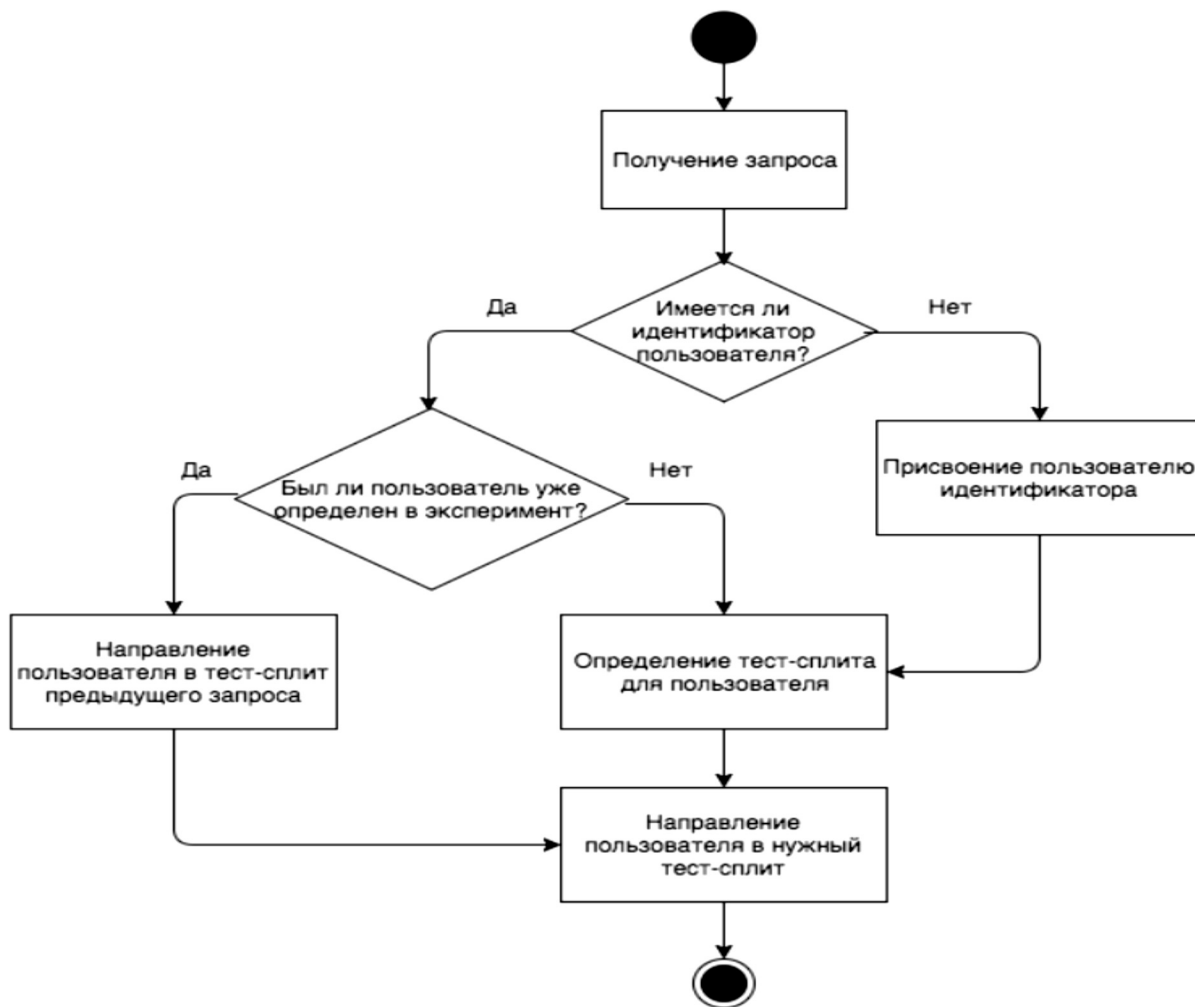 Получение запроса
Да
Имеется ли
идентификатор
пользователя?
Нет
Да
Был ли пользователь уже
определен в эксперимент?
Нет
Присвоение пользователю
идентификатора
Направление
пользователя в тест-сплит
предыдущего запроса
Определение тест-сплита
для пользователя
Направление
пользователя в нужный
тест-сплит